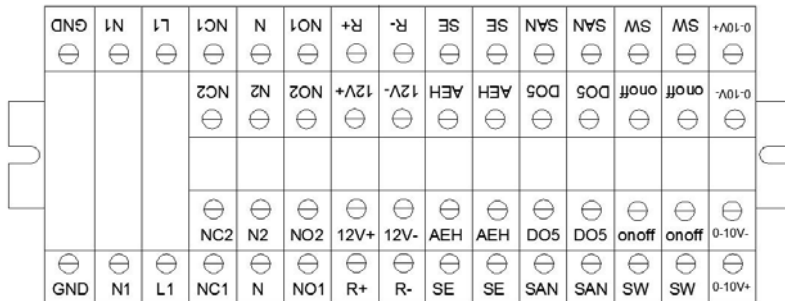 GND N1 L1 NC1 N NO1 R+ R- SE SE SAN SAN SW SW 0-10V+
NC2 N2 NO2 12V+ 12V- AEH AEH DO5 DO5 onoff onoff 0-10V-
NC2 N2 NO2 12V+ 12V- AEH AEH DO5 DO5 onoff onoff 0-10V-
GND N1 L1 NC1 N NO1 R+ R- SE SE SAN SAN SW SW 0-10V+